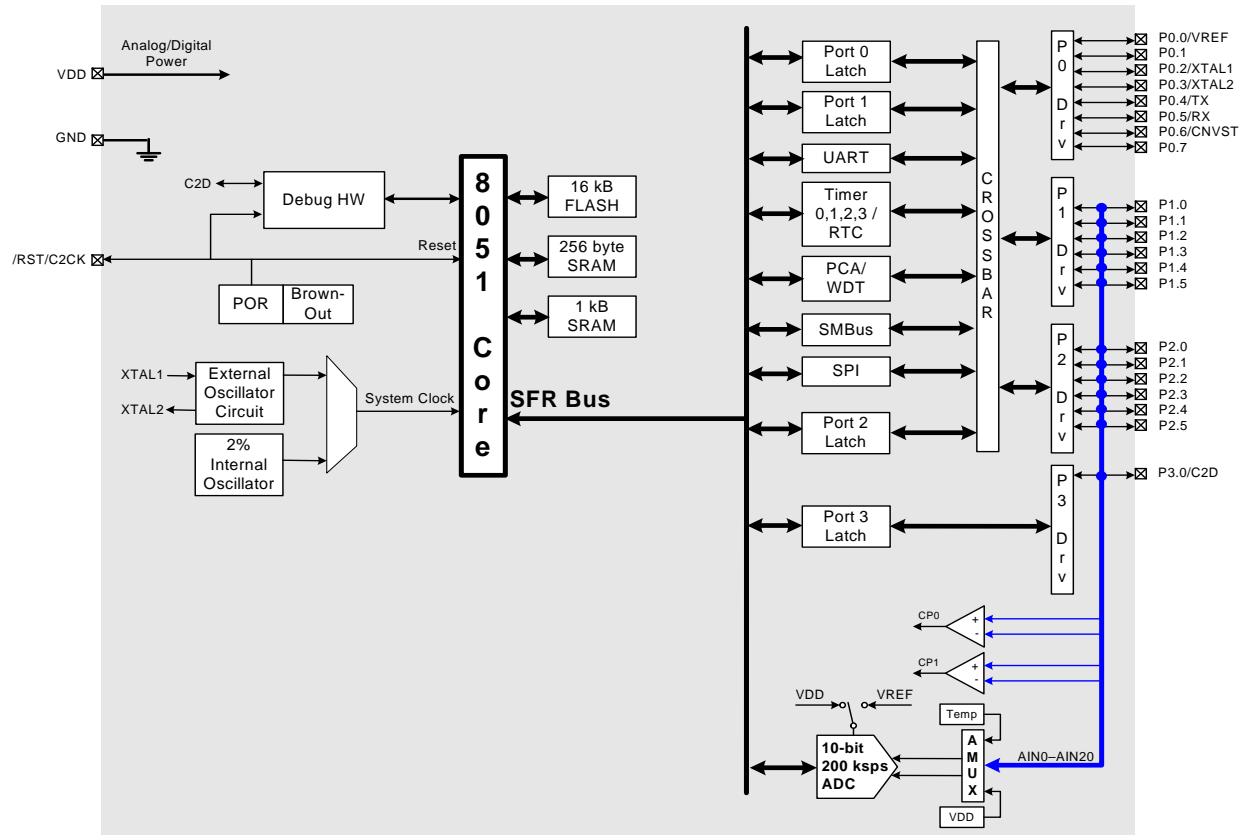 Analog/Digital
Power
VDD
GND
C2D
Debug HW
/RST/C2CK
Reset
POR
Brown-
Out
XTAL1
XTAL2
External
Oscillator
Circuit
2%
Internal
Oscillator
System Clock
8
0
5
1
C
o
r
e
16 kB
FLASH
256 byte
SRAM
1 kB
SRAM
SFR Bus
Port 0
Latch
Port 1
Latch
UART
Timer
0,1,2,3 /
RTC
PCA/
WDT
SMBus
SPI
Port 2
Latch
Port 3
Latch
C
R
O
S
S
B
A
R
P
0
D
r
v
P
1
D
r
v
P
2
D
r
v
P
3
D
r
v
P0.0/VREF
P0.1
P0.2/XTAL1
P0.3/XTAL2
P0.4/TX
P0.5/RX
P0.6/CNVST
P0.7
P1.0
P1.1
P1.2
P1.3
P1.4
P1.5
P2.0
P2.1
P2.2
P2.3
P2.4
P2.5
P3.0/C2D
CP0
+
-
CP1
+
-
VDD
VREF
10-bit
200 ksps
ADC
Temp
A
M
U
X
AIN0–AIN20
VDD